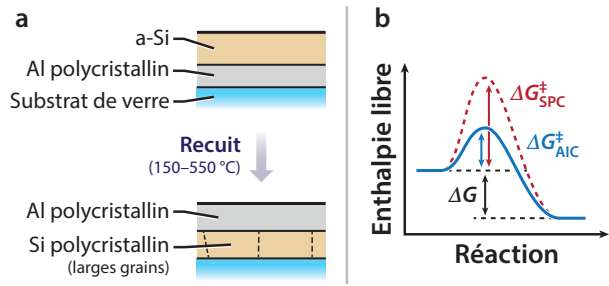 a
a-Si
Al polycristallin
Substrat de verre
Recuit
(150–550 °C)
Al polycristallin
Si polycristallin
(larges grains)
b
Enthalpie libre
ΔG‡SPC
ΔG‡AIC
ΔG
Réaction